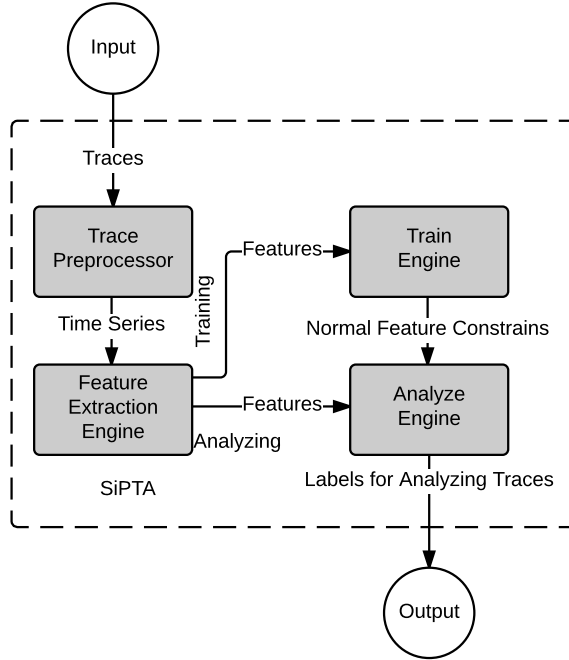 Input
Traces
Trace
Preprocessor
Time Series
Feature
Extraction
Engine
Training
Features
Train
Engine
Normal Feature Constrains
Features
Analyzing
Analyze
Engine
Labels for Analyzing Traces
SiPTA
Output